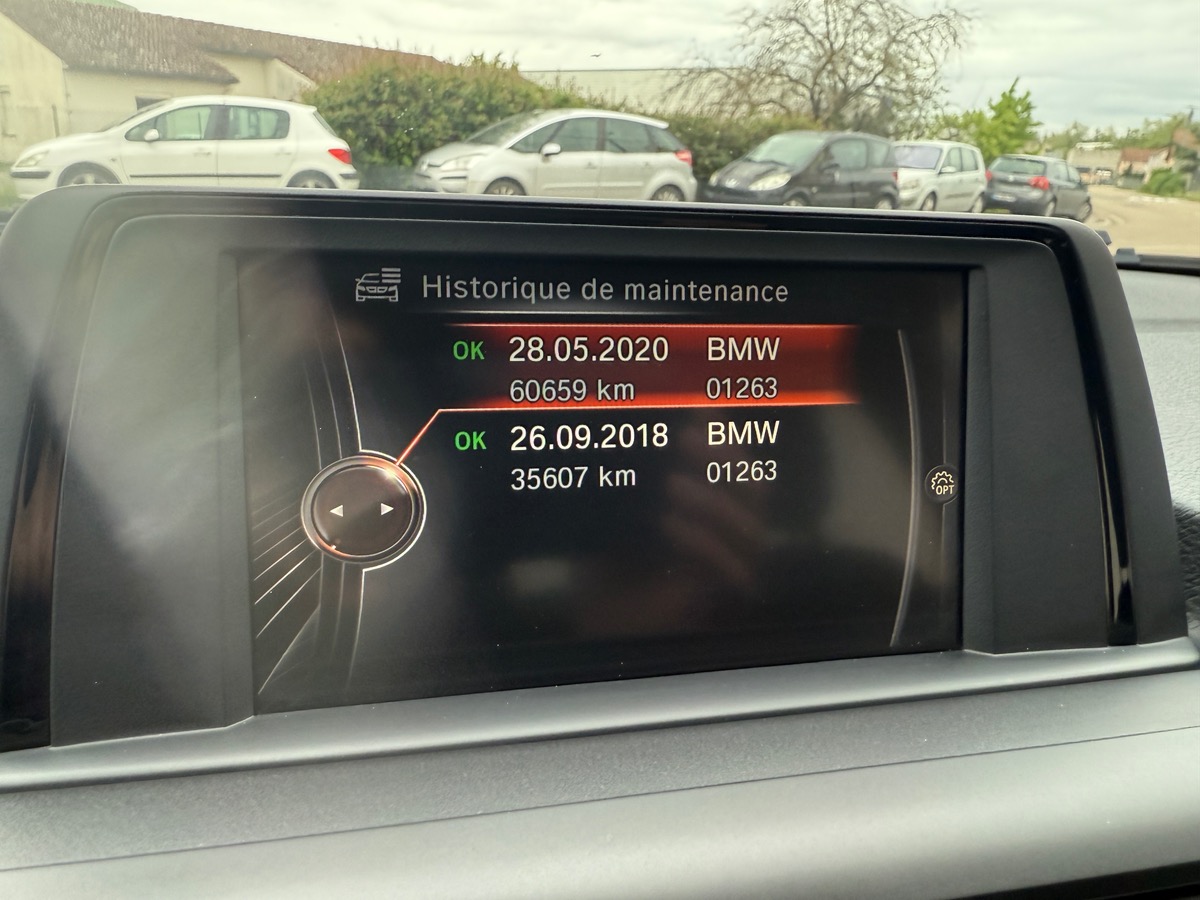 Historique de maintenance
OK 28.05.2020 BMW
60659 km 01263
OK 26.09.2018 BMW
35607 km 01263
OPT